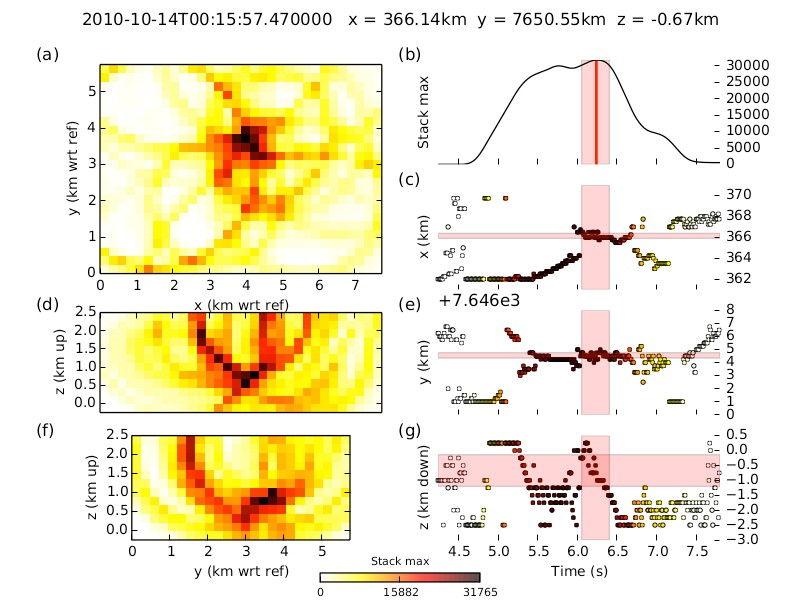 2010-10-14T00:15:57.470000 x = 366.14km y = 7650.55km z = -0.67km
(a)
y (km wrt ref)
5
4
3
2
1
0
0 1 2 3 4 5 6 7
x (km wrt ref)
(b)
Stack max
30000
25000
20000
15000
10000
5000
0
(c)
x (km)
370
368
366
364
362
(d)
z (km up)
2.5
2.0
1.5
1.0
0.5
0.0
(e)
+7.646e3
y (km)
8
7
6
5
4
3
2
1
0
(f)
z (km up)
2.5
2.0
1.5
1.0
0.5
0.0
0 1 2 3 4 5
y (km wrt ref)
(g)
z (km down)
0.5
0.0
−0.5
−1.0
−1.5
−2.0
−2.5
−3.0
4.5 5.0 5.5 6.0 6.5 7.0 7.5
Time (s)
Stack max
0 15882 31765